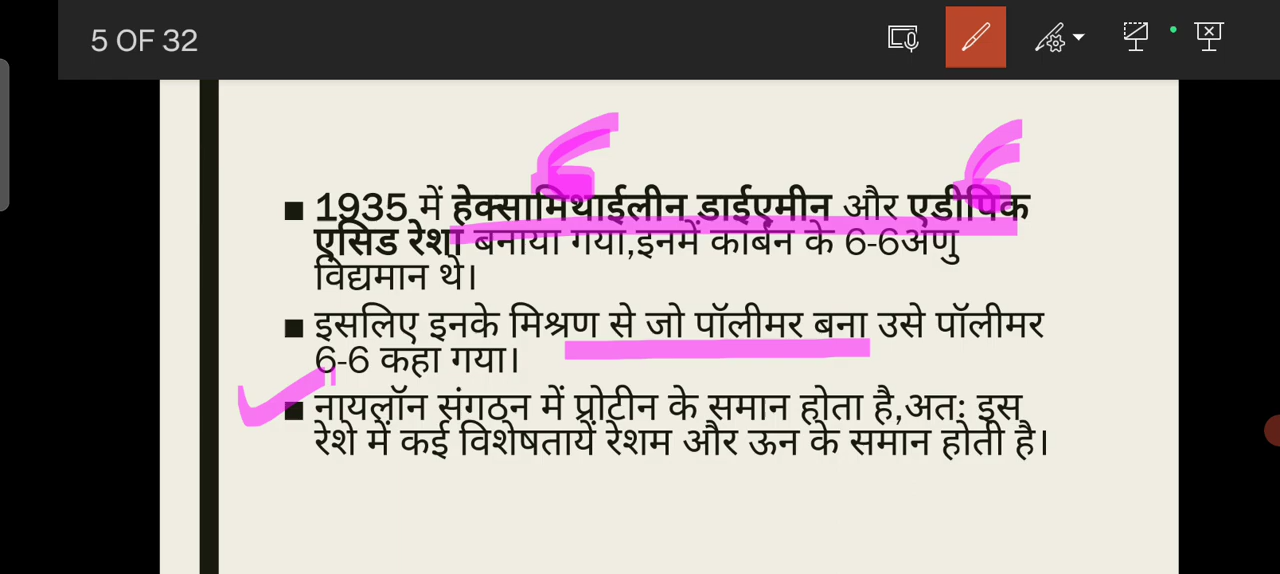 5 OF 32
6 6
■ 1935 में हेक्सामिथाईलीन डाईएमीन और एडीपिक
एसिड रेशा बनाया गया,इनमें कार्बन के 6-6अणु
विद्यमान थे।
■ इसलिए इनके मिश्रण से जो पॉलीमर बना उसे पॉलीमर
6-6 कहा गया।
■ नायलॉन संगठन में प्रोटीन के समान होता है,अतः इस
रेशे में कई विशेषतायें रेशम और ऊन के समान होती है।